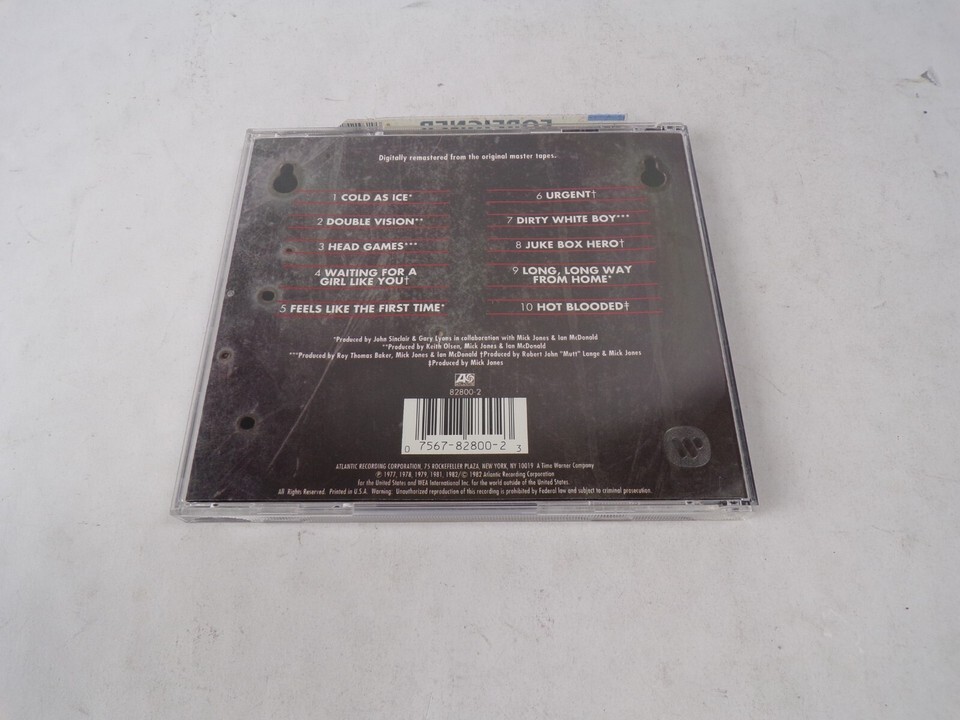 FOREIGNER
Digitally remastered from the original master tapes.
1 COLD AS ICE*
2 DOUBLE VISION**
3 HEAD GAMES***
4 WAITING FOR A
GIRL LIKE YOU†
5 FEELS LIKE THE FIRST TIME*
6 URGENT†
7 DIRTY WHITE BOY***
8 JUKE BOX HERO†
9 LONG, LONG WAY
FROM HOME*
10 HOT BLOODED‡
*Produced by John Sinclair & Gary Lyons in collaboration with Mick Jones & Ian McDonald
**Produced by Keith Olsen, Mick Jones & Ian McDonald
***Produced by Roy Thomas Baker, Mick Jones & Ian McDonald †Produced by Robert John "Mutt" Lange & Mick Jones
‡Produced by Mick Jones
82800-2
0 7567-82800-2 3
ATLANTIC RECORDING CORPORATION, 75 ROCKEFELLER PLAZA, NEW YORK, NY 10019 A Time Warner Company
℗ 1977, 1978, 1979, 1981, 1982/© 1982 Atlantic Recording Corporation
for the United States and WEA International Inc. for the world outside of the United States.
All Rights Reserved. Printed in U.S.A. Warning: Unauthorized reproduction of this recording is prohibited by Federal law and subject to criminal prosecution.